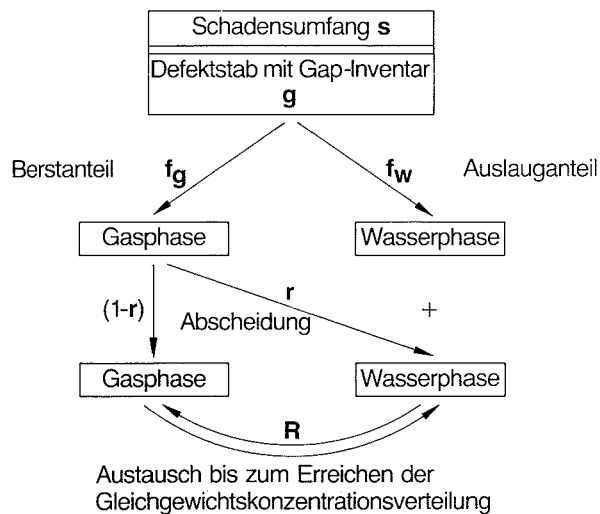 Schadensumfang s
Defektstab mit Gap-Inventar
g
Berstanteil
fg
fw
Auslauganteil
Gasphase
Wasserphase
(1-r)
r
Abscheidung
+
Gasphase
Wasserphase
R
Austausch bis zum Erreichen der
Gleichgewichtskonzentrationsverteilung